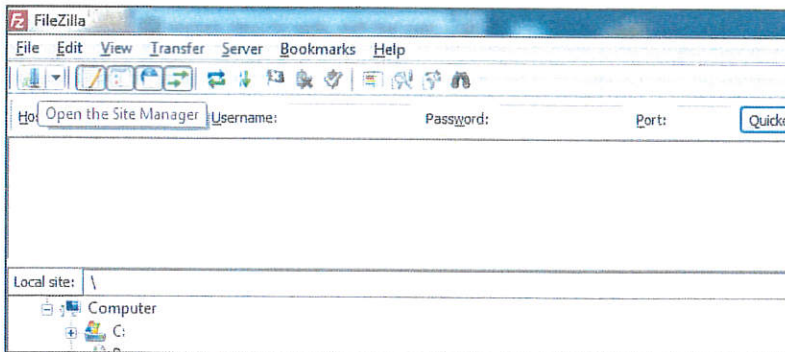 FileZilla
File Edit View Transfer Server Bookmarks Help
Open the Site Manager Username: Password: Port:
Local site: \
Computer
C: